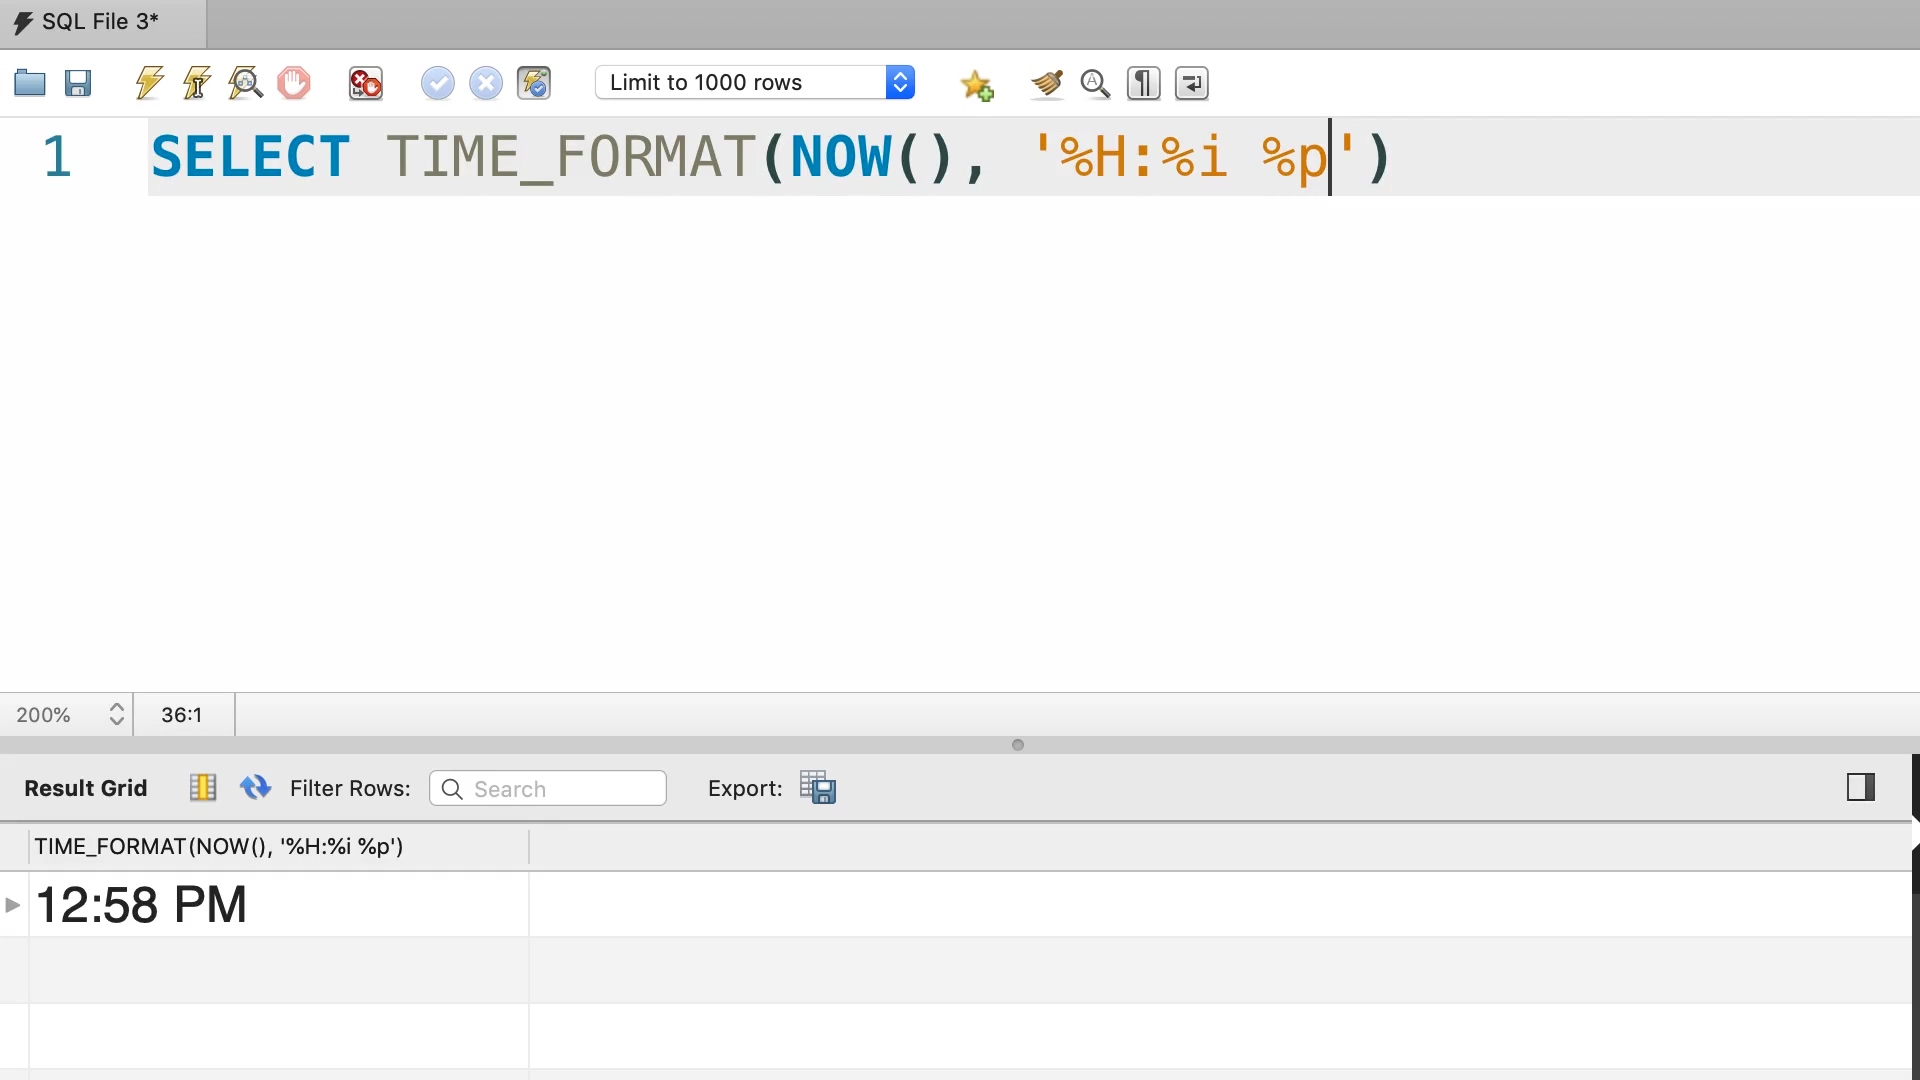 SQL File 3*
Limit to 1000 rows
1 SELECT TIME_FORMAT(NOW(), '%H:%i %p')
200% 36:1
Result Grid Filter Rows: Search Export:
TIME_FORMAT(NOW(), '%H:%i %p')
12:58 PM